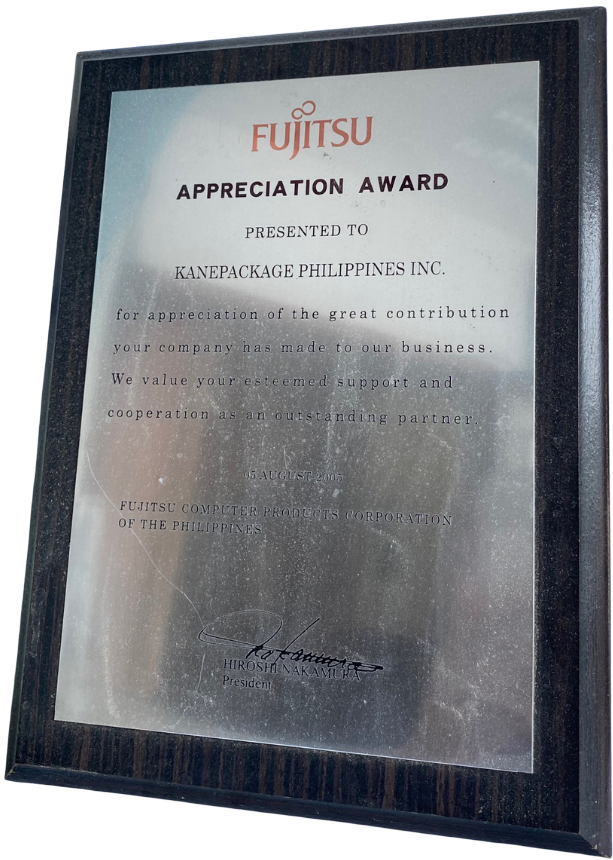 FUJITSU
APPRECIATION AWARD
PRESENTED TO
KANEPACKAGE PHILIPPINES INC.
for appreciation of the great contribution
your company has made to our business.
We value your esteemed support and
cooperation as an outstanding partner.
05 AUGUST 2005
FUJITSU COMPUTER PRODUCTS CORPORATION
OF THE PHILIPPINES
HIROSHI NAKAMURA
President